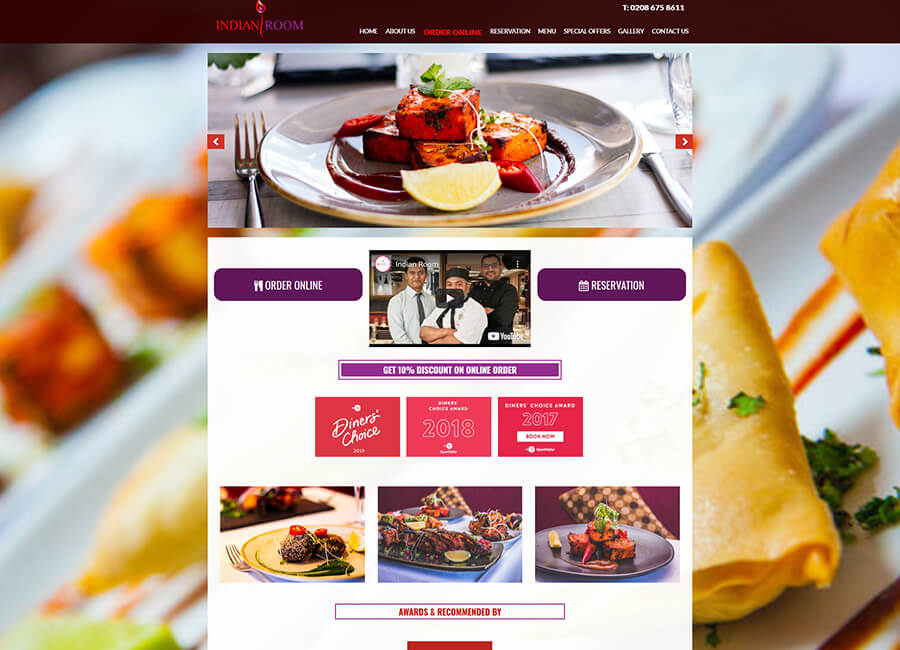 T: 0208 675 8611
INDIAN ROOM
HOME ABOUT US ORDER ONLINE RESERVATION MENU SPECIAL OFFERS GALLERY CONTACT US
Indian Room
ORDER ONLINE
RESERVATION
YouTube
GET 10% DISCOUNT ON ONLINE ORDER
Diners'
Choice
2019
DINERS'
CHOICE AWARD
2018
OpenTable
DINERS' CHOICE AWARD
2017
BOOK NOW
OpenTable
AWARDS & RECOMMENDED BY